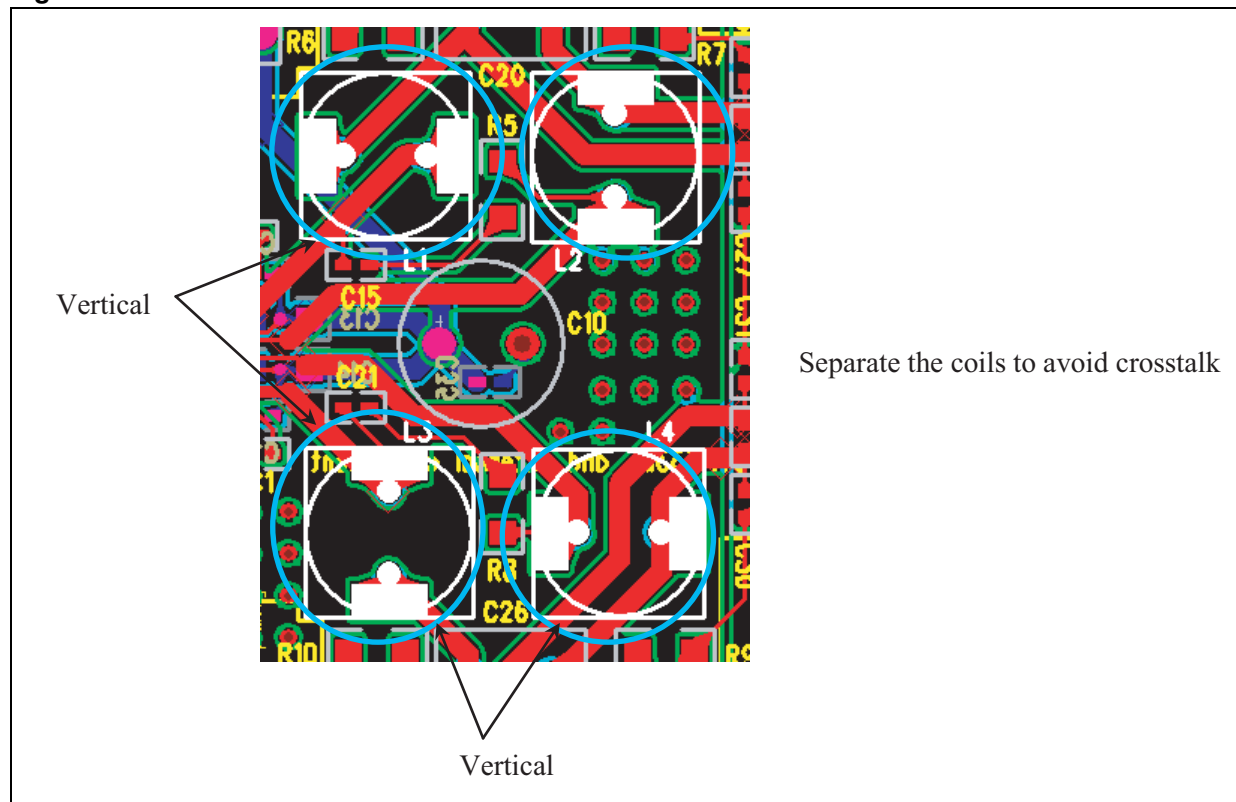 R6
R7
C20
R5
L1
L2
Vertical
C15
C13
C10
Separate the coils to avoid crosstalk
C21
L3
L4
R8
C26
R10
Vertical